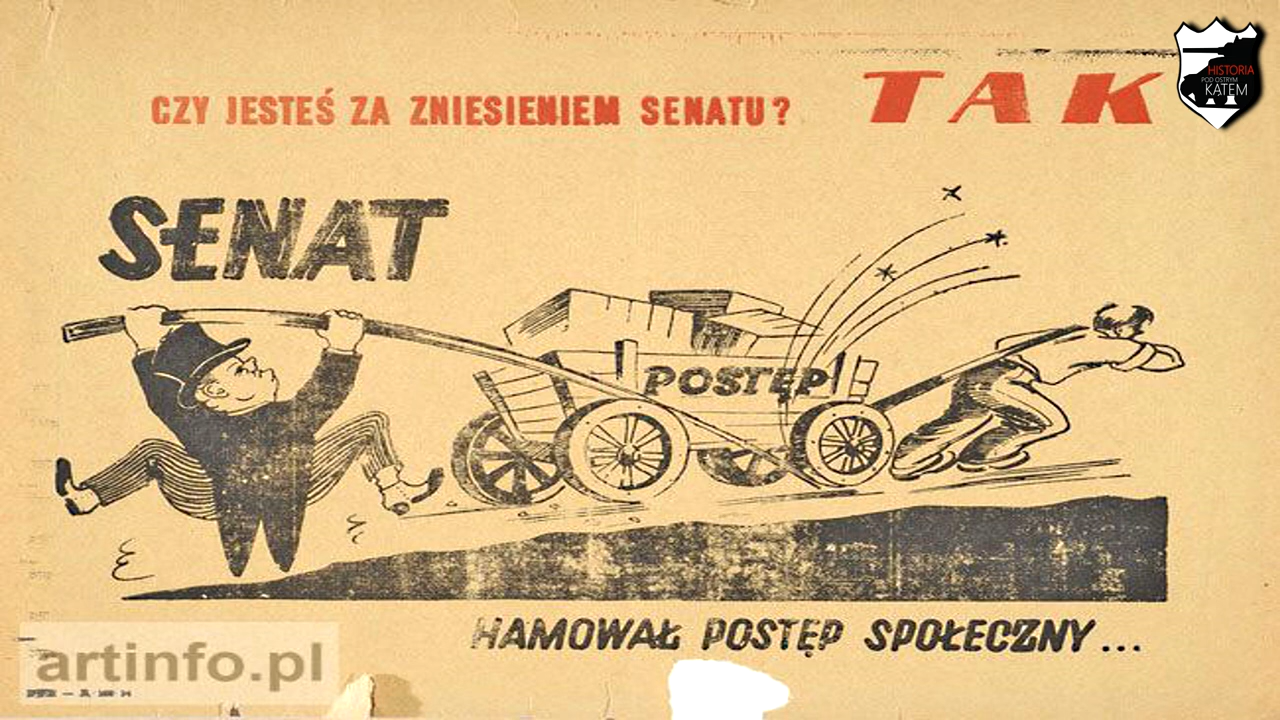 CZY JESTEŚ ZA ZNIESIENIEM SENATU?
TAK
HISTORIA
POD OSTRYM
KĄTEM
SENAT
POSTĘP
HAMOWAŁ POSTĘP SPOŁECZNY...
artinfo.pl